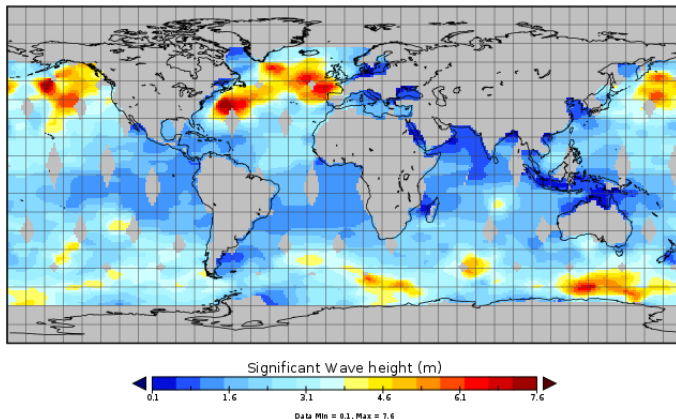 Significant Wave height (m)
0.1 1.6 3.1 4.6 6.1 7.6
Data Min = 0.1, Max = 7.6